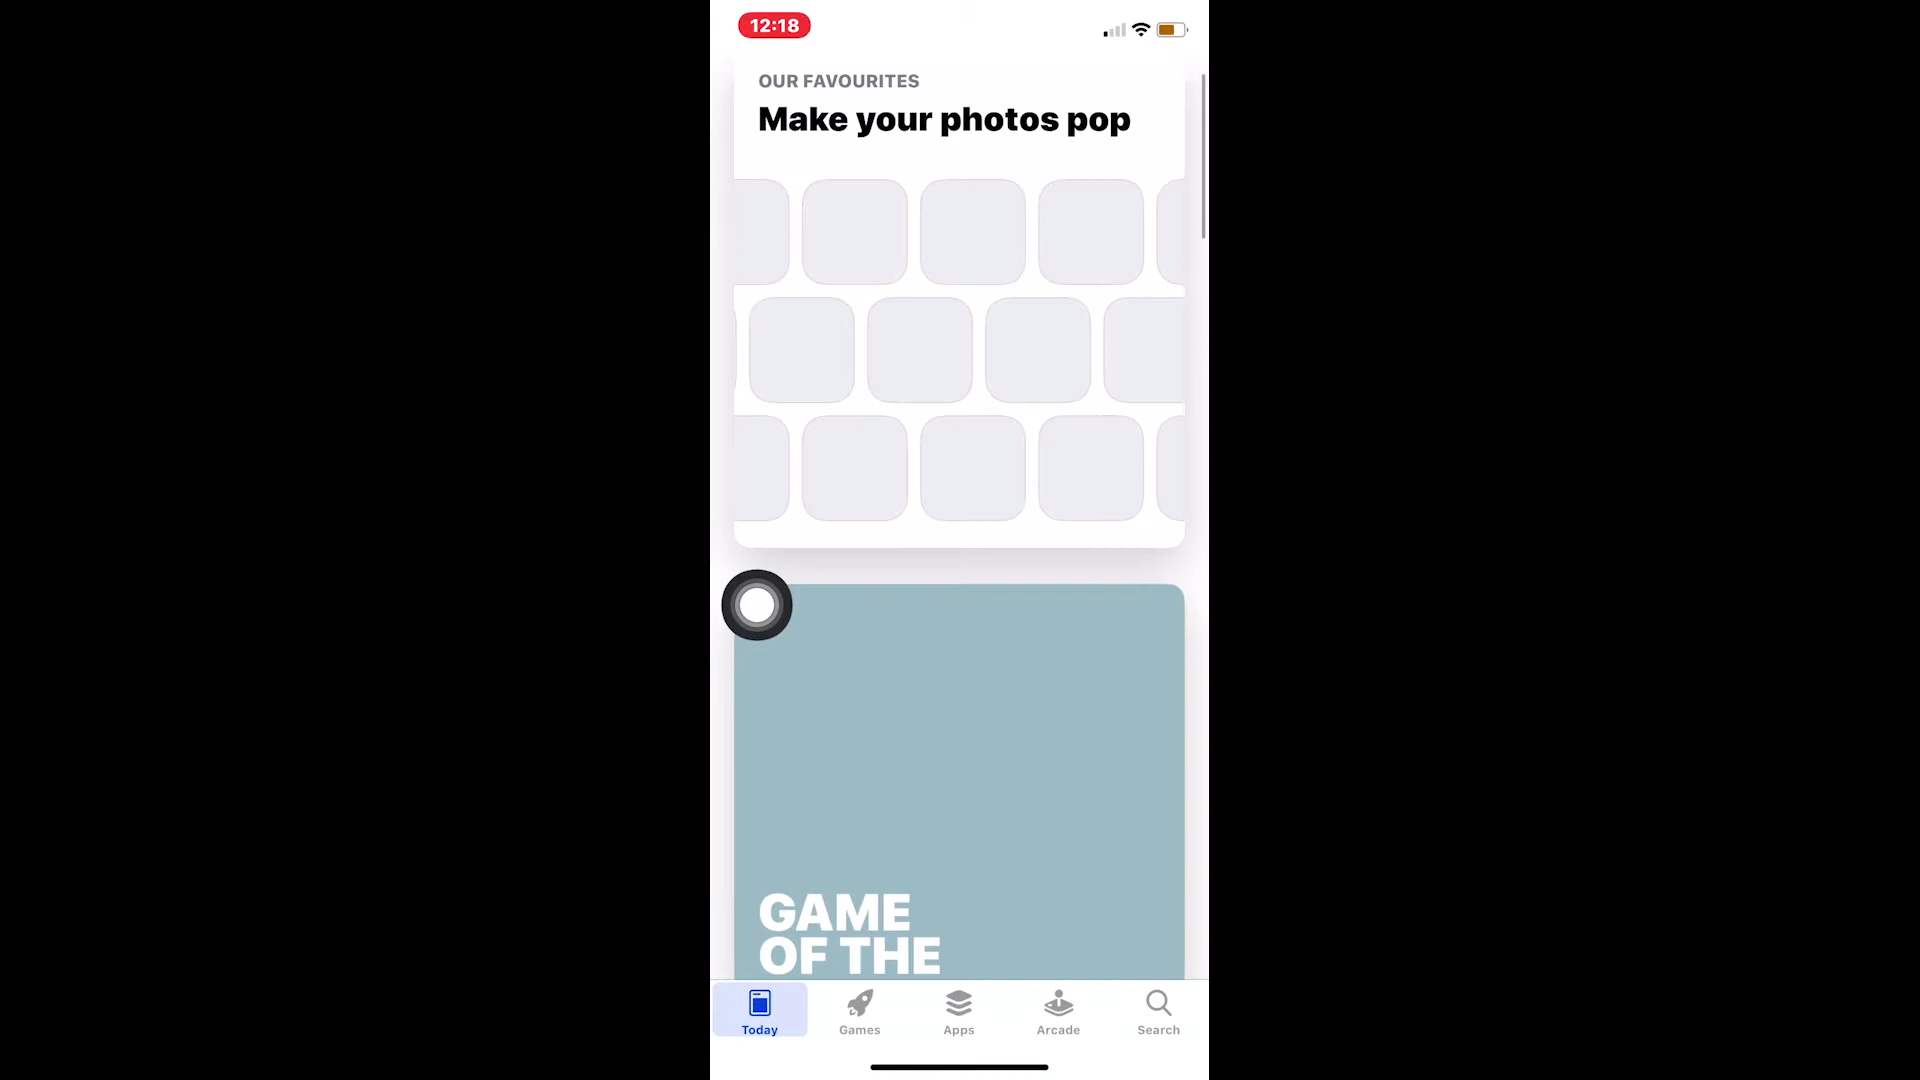 12:18
OUR FAVOURITES
Make your photos pop
GAME
OF THE
Today
Games
Apps
Arcade
Search